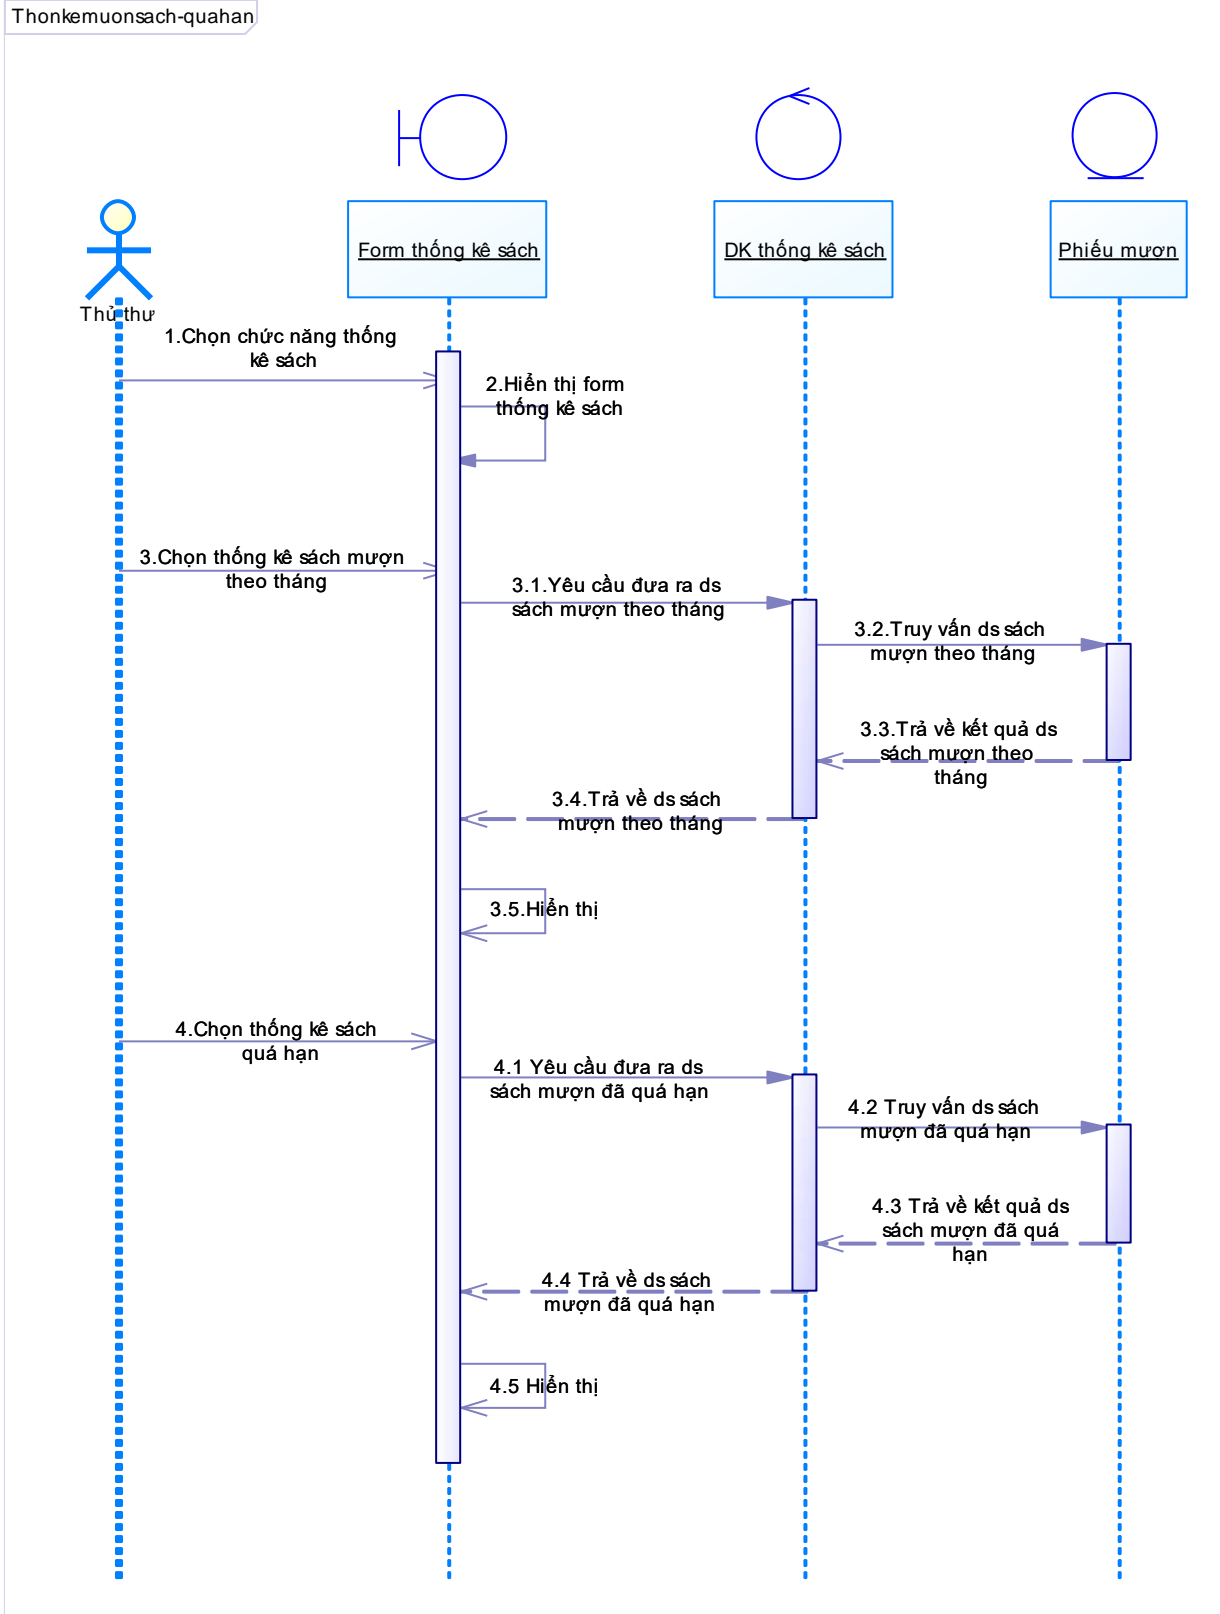 Thonkemuonsach-quahan
Form thống kê sách
DK thống kê sách
Phiếu mượn
Thủ thư
1.Chọn chức năng thống
kê sách
2.Hiển thị form
thống kê sách
3.Chọn thống kê sách mượn
theo tháng
3.1.Yêu cầu đưa ra ds
sách mượn theo tháng
3.2.Truy vấn ds sách
mượn theo tháng
3.3.Trả về kết quả ds
sách mượn theo
tháng
3.4.Trả về ds sách
mượn theo tháng
3.5.Hiển thị
4.Chọn thống kê sách
quá hạn
4.1 Yêu cầu đưa ra ds
sách mượn đã quá hạn
4.2 Truy vấn ds sách
mượn đã quá hạn
4.3 Trả về kết quả ds
sách mượn đã quá
hạn
4.4 Trả về ds sách
mượn đã quá hạn
4.5 Hiển thị